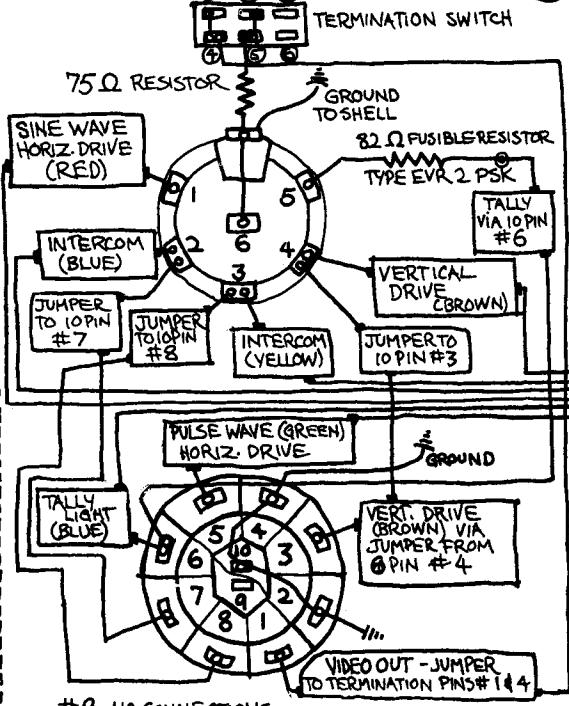 TERMINATION SWITCH
4 5 6
75Ω RESISTOR
GROUND
TO SHELL
SINE WAVE
HORIZ. DRIVE
(RED)
82 Ω FUSIBLE RESISTOR
TYPE EVR 2 PSK
1
5
TALLY
VIA 10 PIN
#6
6
INTERCOM
(BLUE)
2
4
3
VERTICAL
DRIVE
(BROWN)
JUMPER
TO 10 PIN
#7
JUMPER
TO 10 PIN
#8
INTERCOM
(YELLOW)
JUMPER TO
10 PIN #3
PULSE WAVE (GREEN)
HORIZ. DRIVE
GROUND
TALLY
LIGHT
(BLUE)
5
4
6
10
3
7
9
2
8
1
VERT. DRIVE
(BROWN) VIA
JUMPER FROM
6 PIN #4
VIDEO OUT - JUMPER
TO TERMINATION PINS # 1 & 4